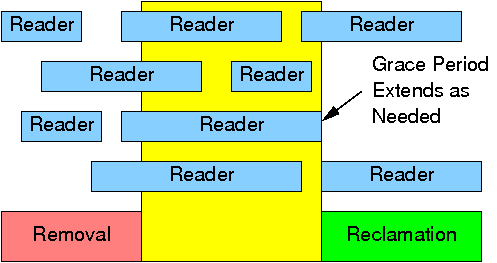 Reader
Reader
Reader
Reader
Reader
Grace Period
Extends as
Needed
Reader
Reader
Reader
Reader
Removal
Reclamation